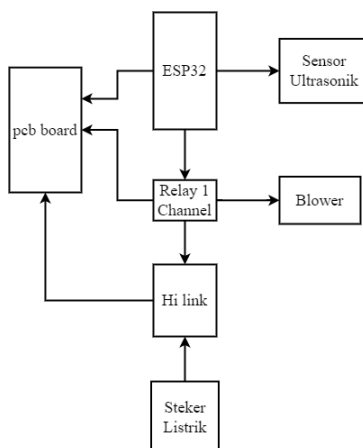 ESP32
Sensor
Ultrasonik
pcb board
Relay 1
Channel
Blower
Hi link
Steker
Listrik